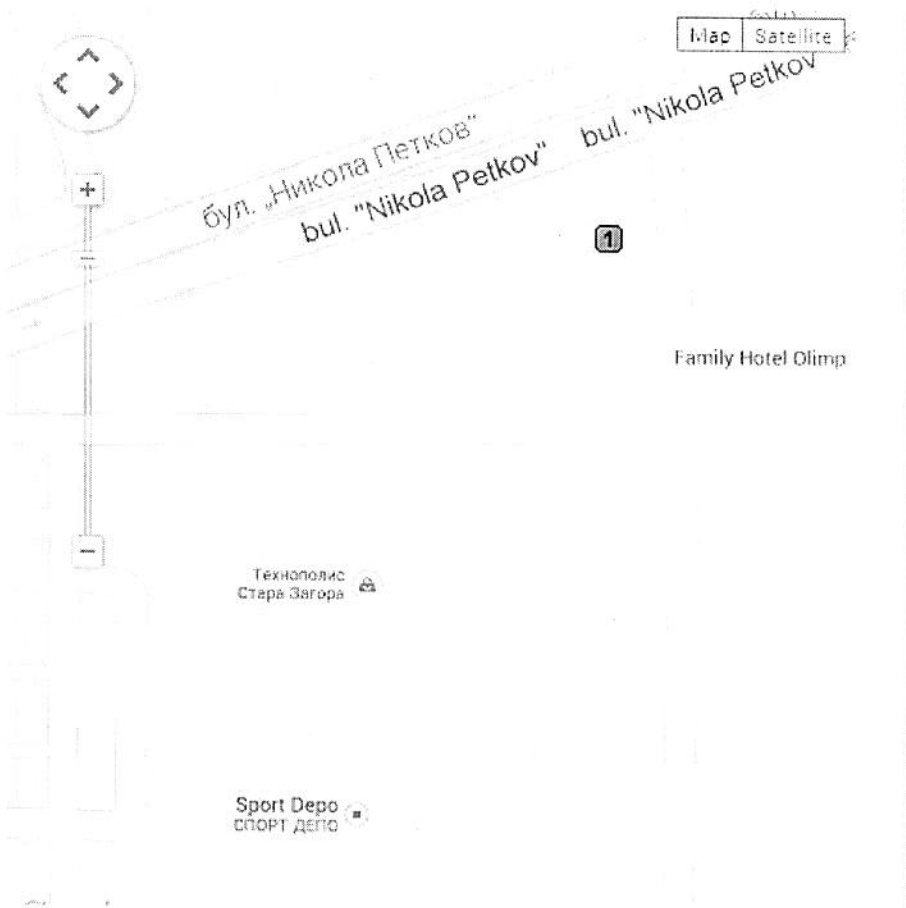 Map Satellite
bul. "Nikola Petkov"
бул. „Никола Петков“
bul. "Nikola Petkov"
1
Family Hotel Olimp
Технополис
Стара Загора
Sport Depo
СПОРТ ДЕПО